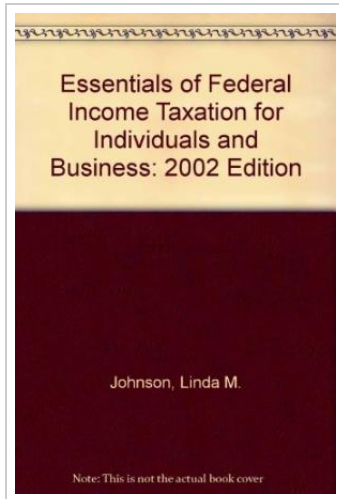 Essentials of Federal
Income Taxation for
Individuals and
Business: 2002 Edition
Johnson, Linda M.
Note: This is not the actual book cover